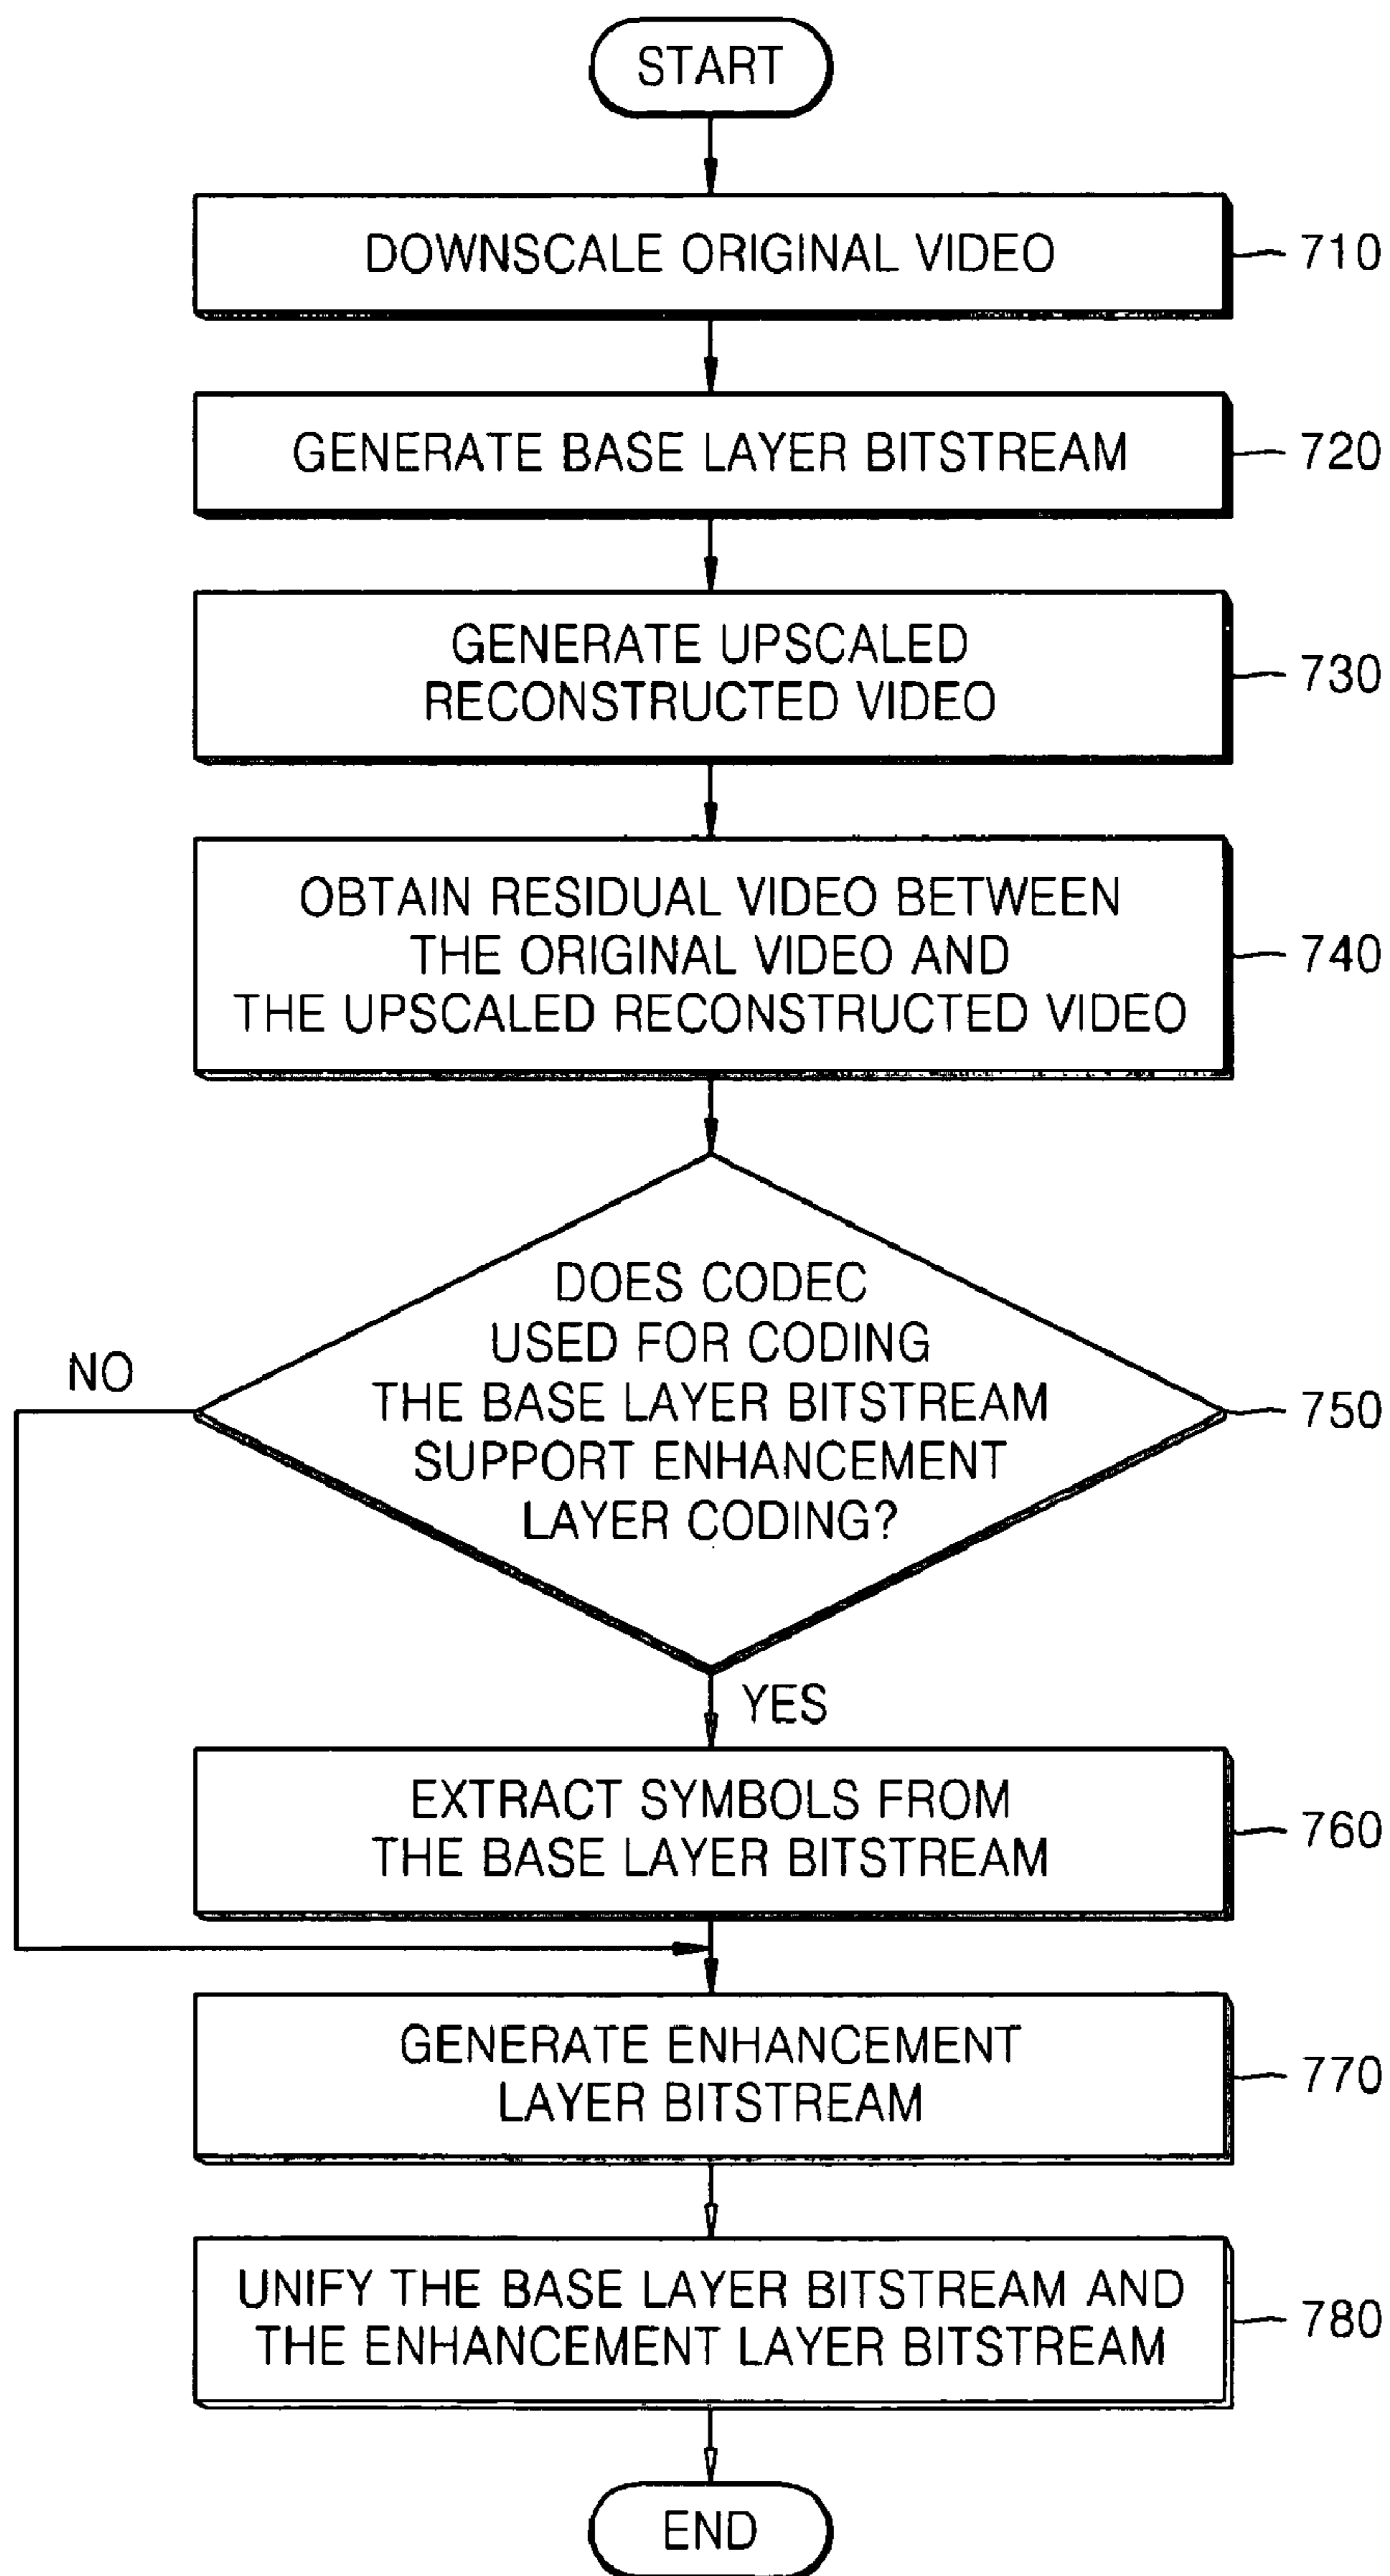 START
DOWNSCALE ORIGINAL VIDEO
710
GENERATE BASE LAYER BITSTREAM
720
GENERATE UPSCALED
RECONSTRUCTED VIDEO
730
OBTAIN RESIDUAL VIDEO BETWEEN
THE ORIGINAL VIDEO AND
THE UPSCALED RECONSTRUCTED VIDEO
740
DOES CODEC
USED FOR CODING
THE BASE LAYER BITSTREAM
SUPPORT ENHANCEMENT
LAYER CODING?
750
NO
YES
EXTRACT SYMBOLS FROM
THE BASE LAYER BITSTREAM
760
GENERATE ENHANCEMENT
LAYER BITSTREAM
770
UNIFY THE BASE LAYER BITSTREAM AND
THE ENHANCEMENT LAYER BITSTREAM
780
END